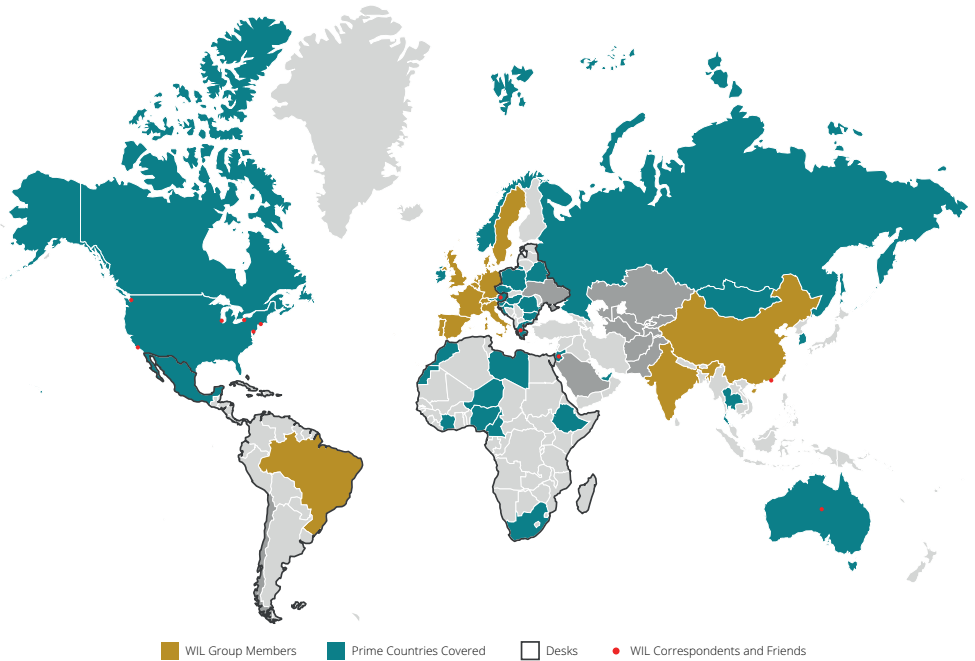 WIL Group Members
Prime Countries Covered
Desks
WIL Correspondents and Friends